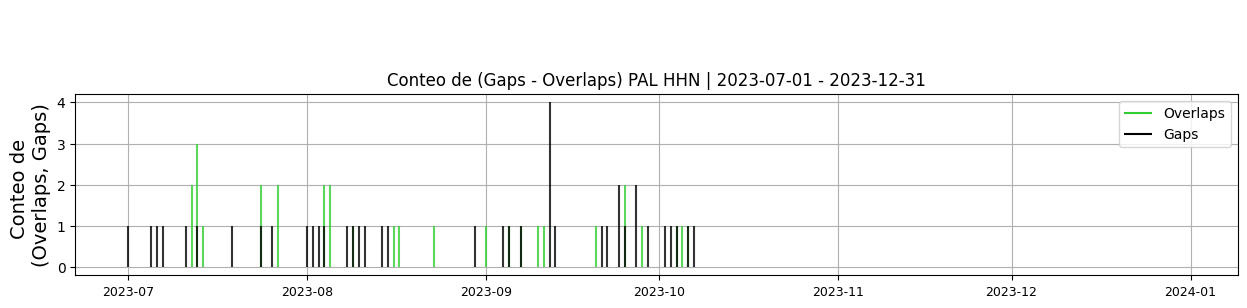 Conteo de (Gaps - Overlaps) PAL HHN | 2023-07-01 - 2023-12-31
Conteo de
(Overlaps, Gaps)
4
3
2
1
0
Overlaps
Gaps
2023-07
2023-08
2023-09
2023-10
2023-11
2023-12
2024-01